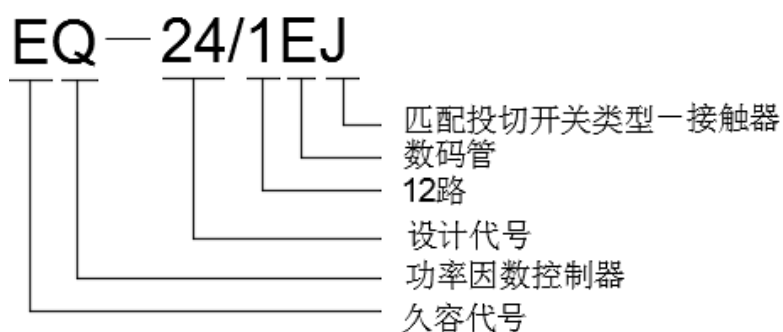 EQ—24/1EJ
匹配投切开关类型－接触器
数码管
12路
设计代号
功率因数控制器
久容代号